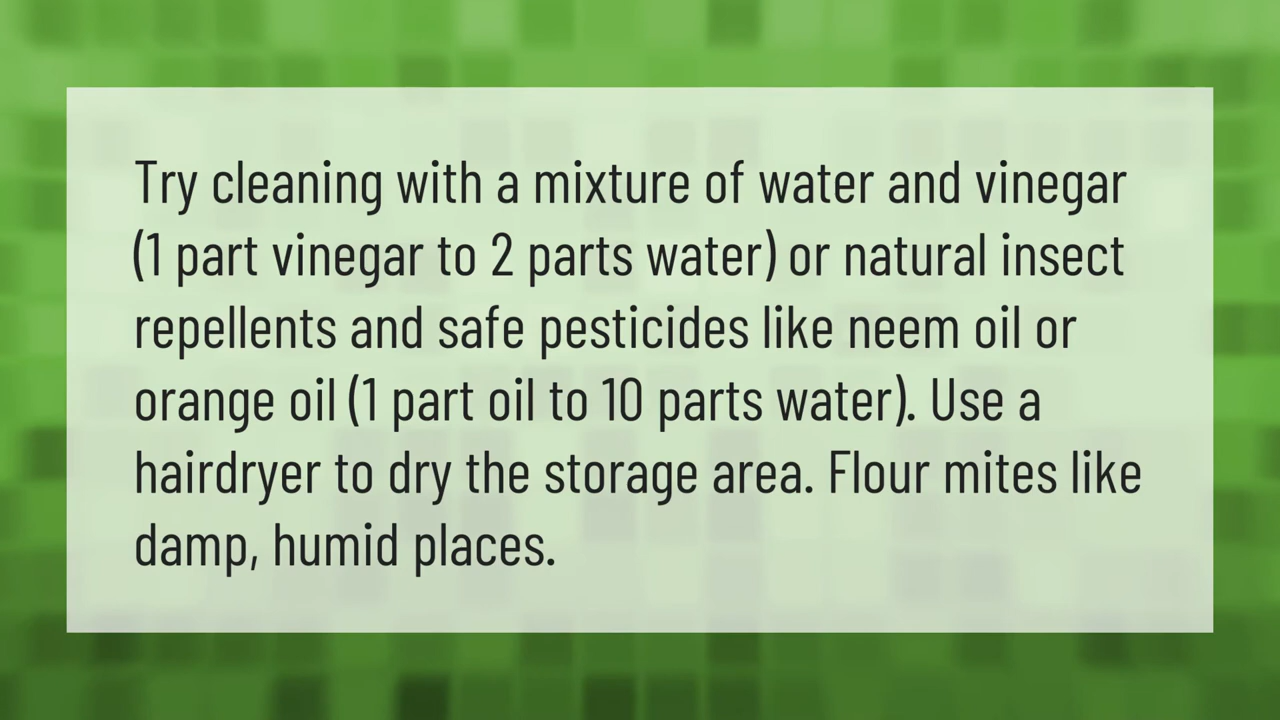 Try cleaning with a mixture of water and vinegar
(1 part vinegar to 2 parts water) or natural insect
repellents and safe pesticides like neem oil or
orange oil (1 part oil to 10 parts water). Use a
hairdryer to dry the storage area. Flour mites like
damp, humid places.